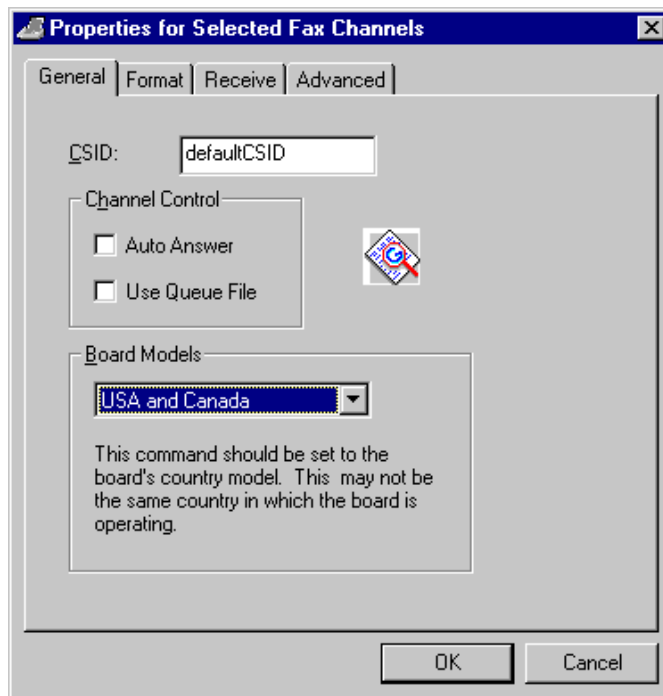 Properties for Selected Fax Channels
General Format Receive Advanced
CSID: defaultCSID
Channel Control
Auto Answer
Use Queue File
Board Models
USA and Canada
This command should be set to the
board's country model. This may not be
the same country in which the board is
operating.
OK Cancel